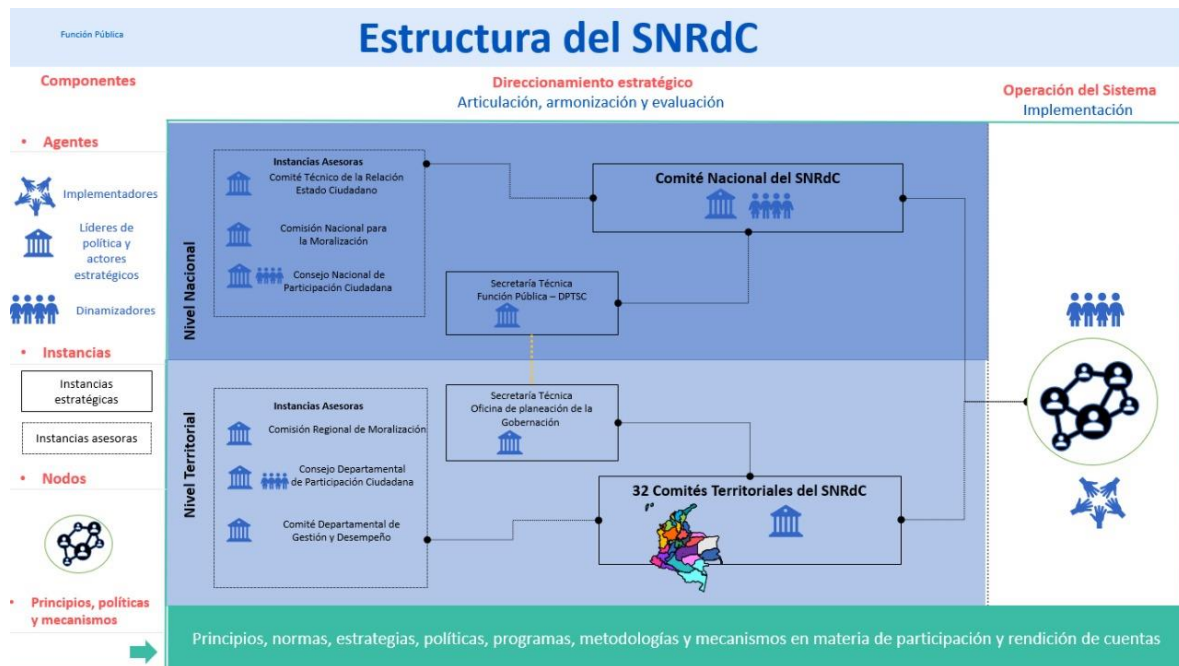 Función Pública
Estructura del SNRdC
Componentes
Direccionamiento estratégico
Articulación, armonización y evaluación
Operación del Sistema
Implementación
• Agentes
Implementadores
Líderes de
política y
actores
estratégicos
Dinamizadores
• Instancias
Instancias
estratégicas
Instancias asesoras
• Nodos
• Principios, políticas
y mecanismos
Nivel Nacional
Instancias Asesoras
Comité Técnico de la Relación
Estado Ciudadano
Comisión Nacional para
la Moralización
Consejo Nacional de
Participación Ciudadana
Comité Nacional del SNRdC
Secretaría Técnica
Función Pública – DPTSC
Nivel Territorial
Instancias Asesoras
Comisión Regional de Moralización
Consejo Departamental
de Participación Ciudadana
Comité Departamental de
Gestión y Desempeño
Secretaría Técnica
Oficina de planeación de la
Gobernación
32 Comités Territoriales del SNRdC
Principios, normas, estrategias, políticas, programas, metodologías y mecanismos en materia de participación y rendición de cuentas